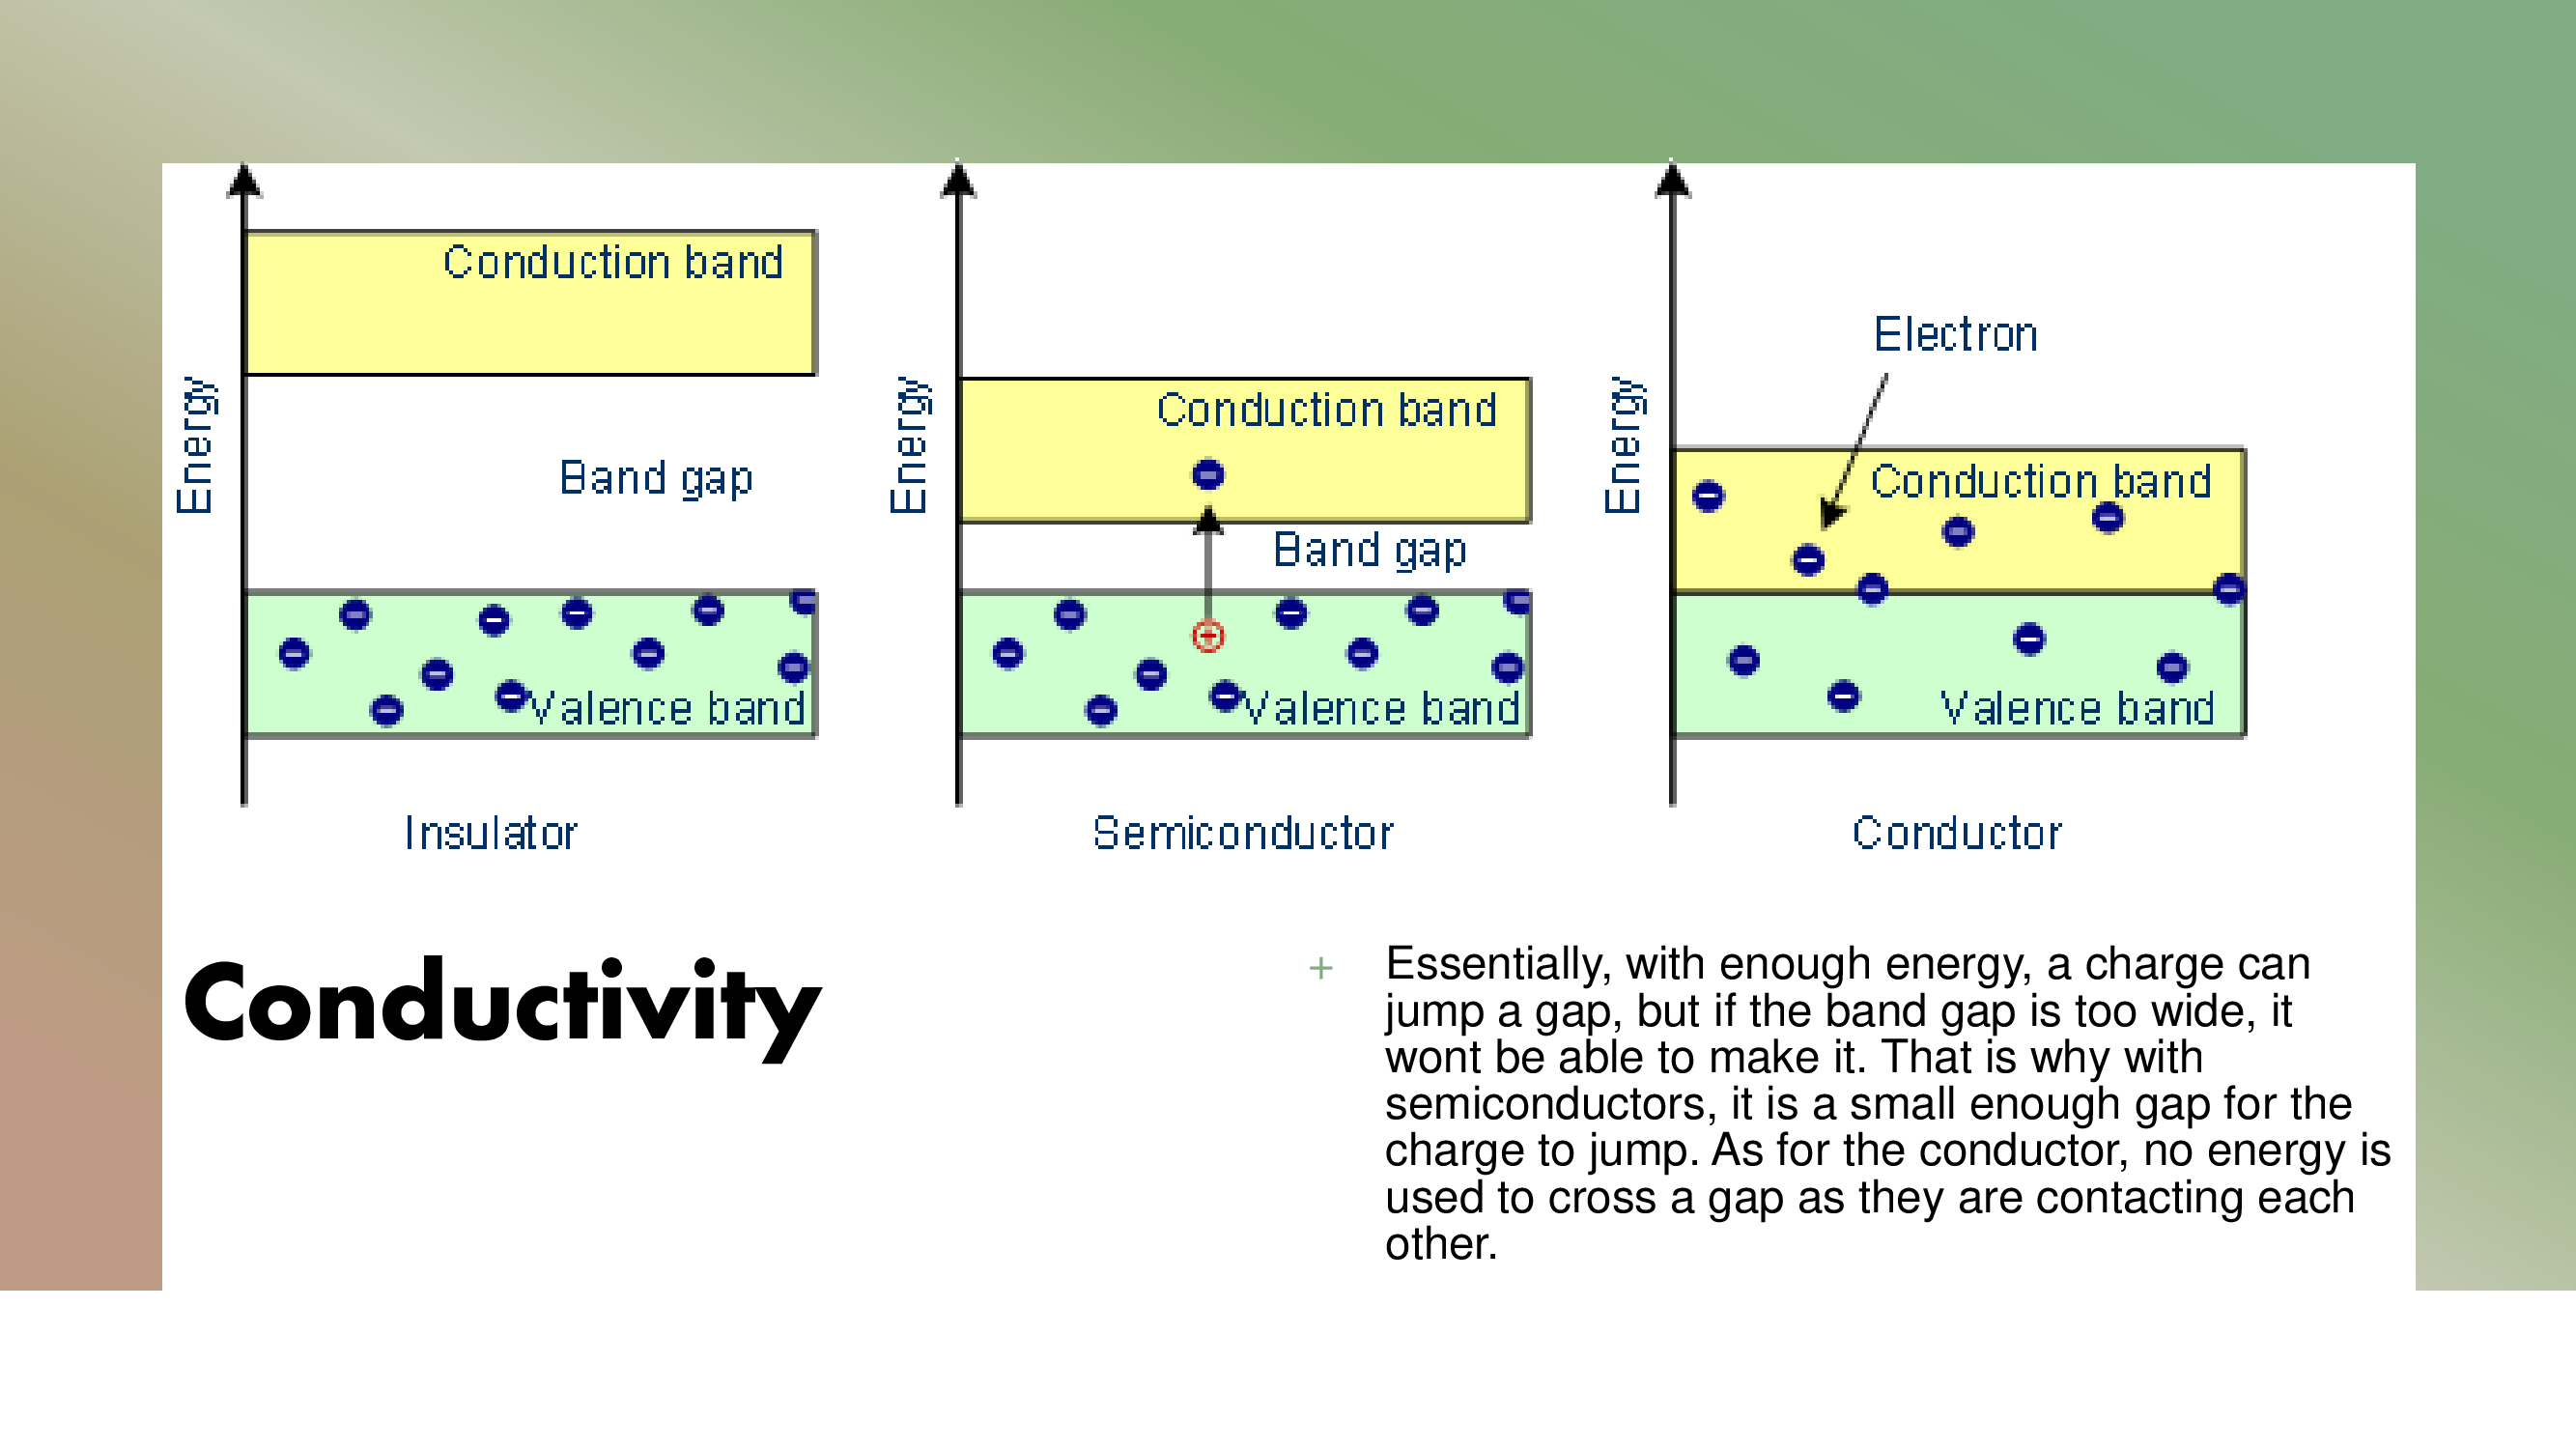 Energy
Conduction band
Band gap
Valence band
Insulator
Energy
Conduction band
Band gap
Valence band
Semiconductor
Energy
Electron
Conduction band
Valence band
Conductor
Conductivity
+ Essentially, with enough energy, a charge can
jump a gap, but if the band gap is too wide, it
wont be able to make it. That is why with
semiconductors, it is a small enough gap for the
charge to jump. As for the conductor, no energy is
used to cross a gap as they are contacting each
other.